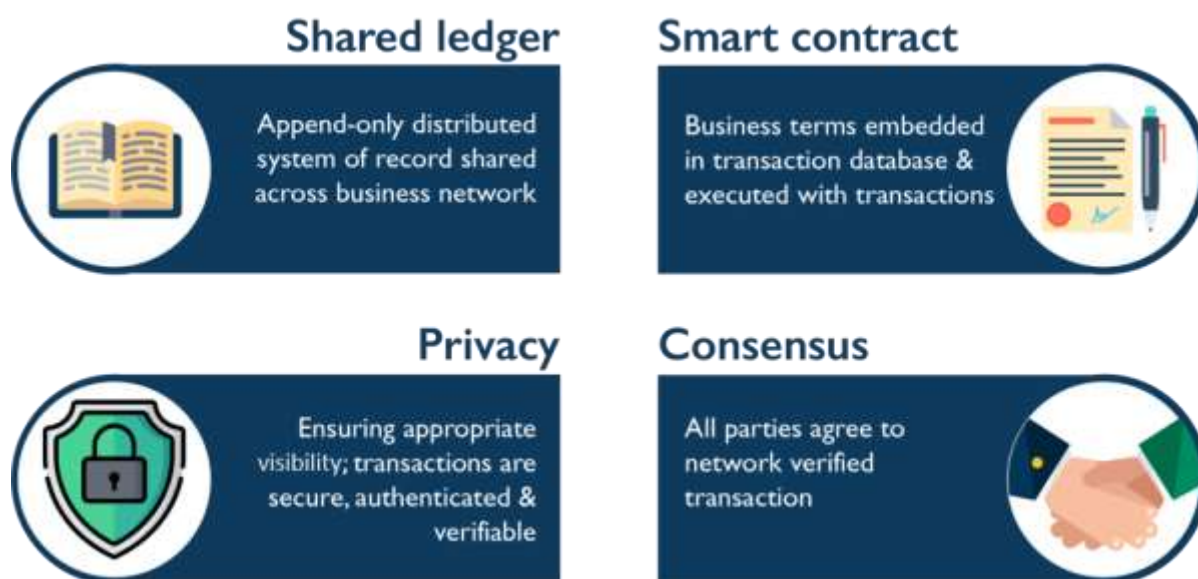 Shared ledger
Append-only distributed
system of record shared
across business network
Smart contract
Business terms embedded
in transaction database &
executed with transactions
Privacy
Ensuring appropriate
visibility; transactions are
secure, authenticated &
verifiable
Consensus
All parties agree to
network verified
transaction